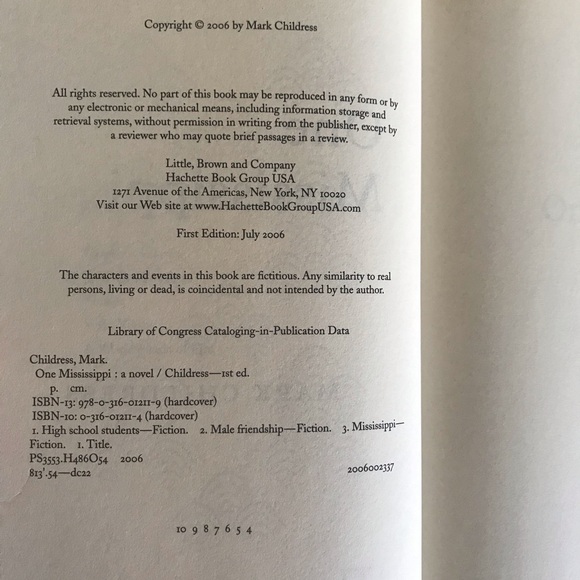 Copyright © 2006 by Mark Childress
All rights reserved. No part of this book may be reproduced in any form or by
any electronic or mechanical means, including information storage and
retrieval systems, without permission in writing from the publisher, except by
a reviewer who may quote brief passages in a review.
Little, Brown and Company
Hachette Book Group USA
1271 Avenue of the Americas, New York, NY 10020
Visit our Web site at www.HachetteBookGroupUSA.com
First Edition: July 2006
The characters and events in this book are fictitious. Any similarity to real
persons, living or dead, is coincidental and not intended by the author.
Library of Congress Cataloging-in-Publication Data
Childress, Mark.
One Mississippi : a novel / Childress—1st ed.
p. cm.
ISBN-13: 978-0-316-01211-9 (hardcover)
ISBN-10: 0-316-01211-4 (hardcover)
1. High school students—Fiction. 2. Male friendship—Fiction. 3. Mississippi—
Fiction. 1. Title.
PS3553.H486O54 2006
813'.54—dc22 2006002337
10 9 8 7 6 5 4